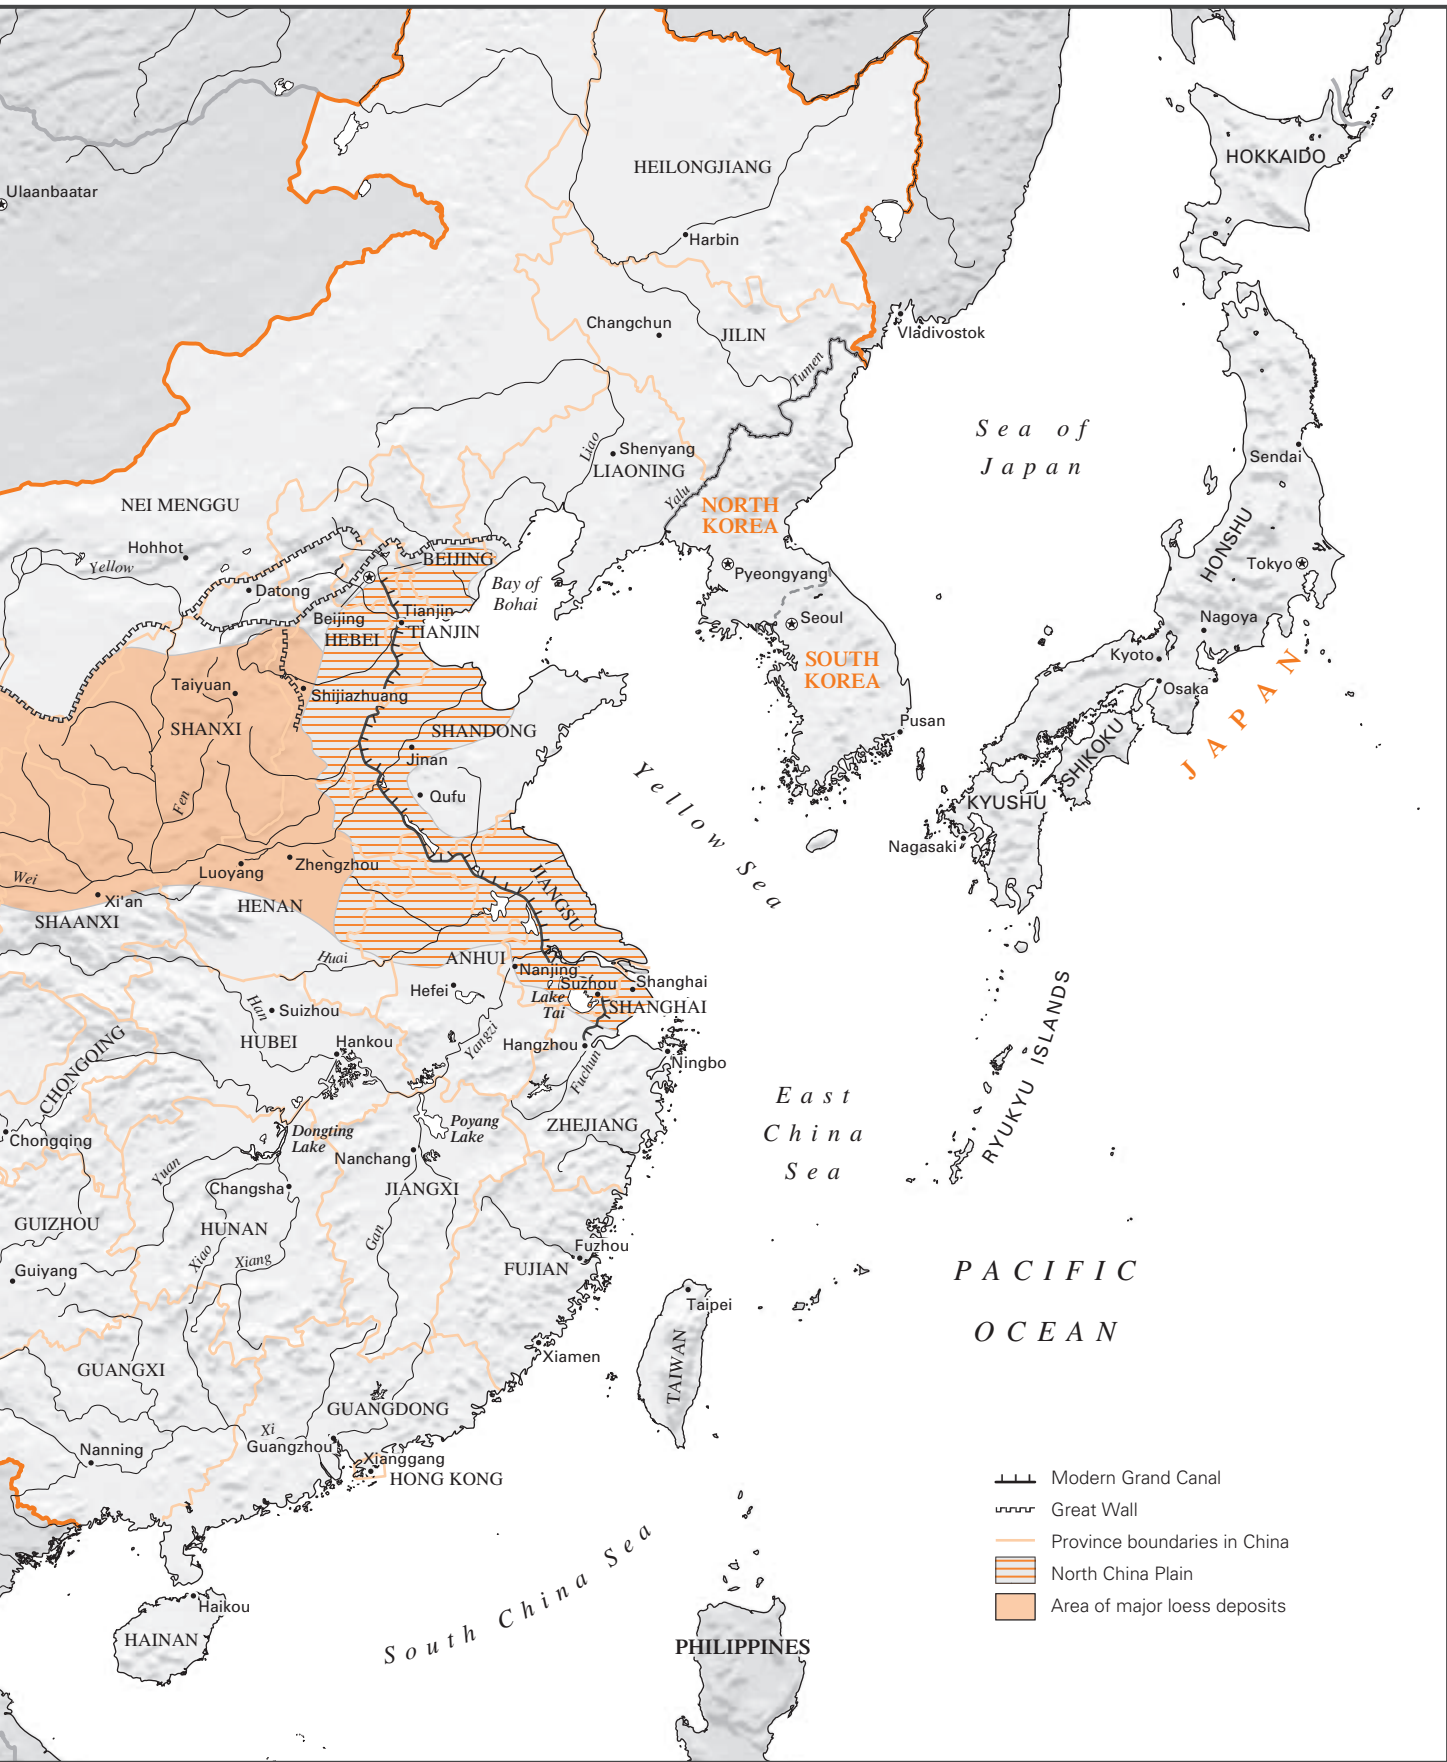 HOKKAIDO
HEILONGJIANG
Ulaanbaatar
Harbin
Changchun
JILIN
Vladivostok
Tumen
Sea of
Japan
Liao
Shenyang
LIAONING
Sendai
Yalu
NORTH
KOREA
NEI MENGGU
HONSHU
Hohhot
Yellow
BEIJING
Tokyo
Pyeongyang
Bay of
Bohai
Datong
Beijing
Tianjin
TIANJIN
HEBEI
Seoul
Nagoya
SOUTH
KOREA
Kyoto
Osaka
JAPAN
Taiyuan
Shijiazhuang
SHANXI
SHANDONG
Pusan
Jinan
SHIKOKU
Qufu
Yellow Sea
KYUSHU
Fen
Nagasaki
Wei
Luoyang
Zhengzhou
JIANGSU
Xi'an
HENAN
SHAANXI
Huai
ANHUI
Nanjing
Hefei
Suzhou
Shanghai
Lake
Tai
SHANGHAI
RYUKYU ISLANDS
Han
Suizhou
HUBEI
Hankou
Yangzi
Hangzhou
Ningbo
Fuchun
CHONGQING
East
China
Sea
Chongqing
Dongting
Lake
Poyang
Lake
ZHEJIANG
Nanchang
Yuan
Changsha
JIANGXI
GUIZHOU
HUNAN
Gan
Xiao
Xiang
Fuzhou
Guiyang
FUJIAN
PACIFIC
OCEAN
Taipei
Xiamen
TAIWAN
GUANGXI
GUANGDONG
Xi
Guangzhou
Nanning
Xianggang
HONG KONG
Modern Grand Canal
Great Wall
Province boundaries in China
North China Plain
Area of major loess deposits
South China Sea
Haikou
HAINAN
PHILIPPINES